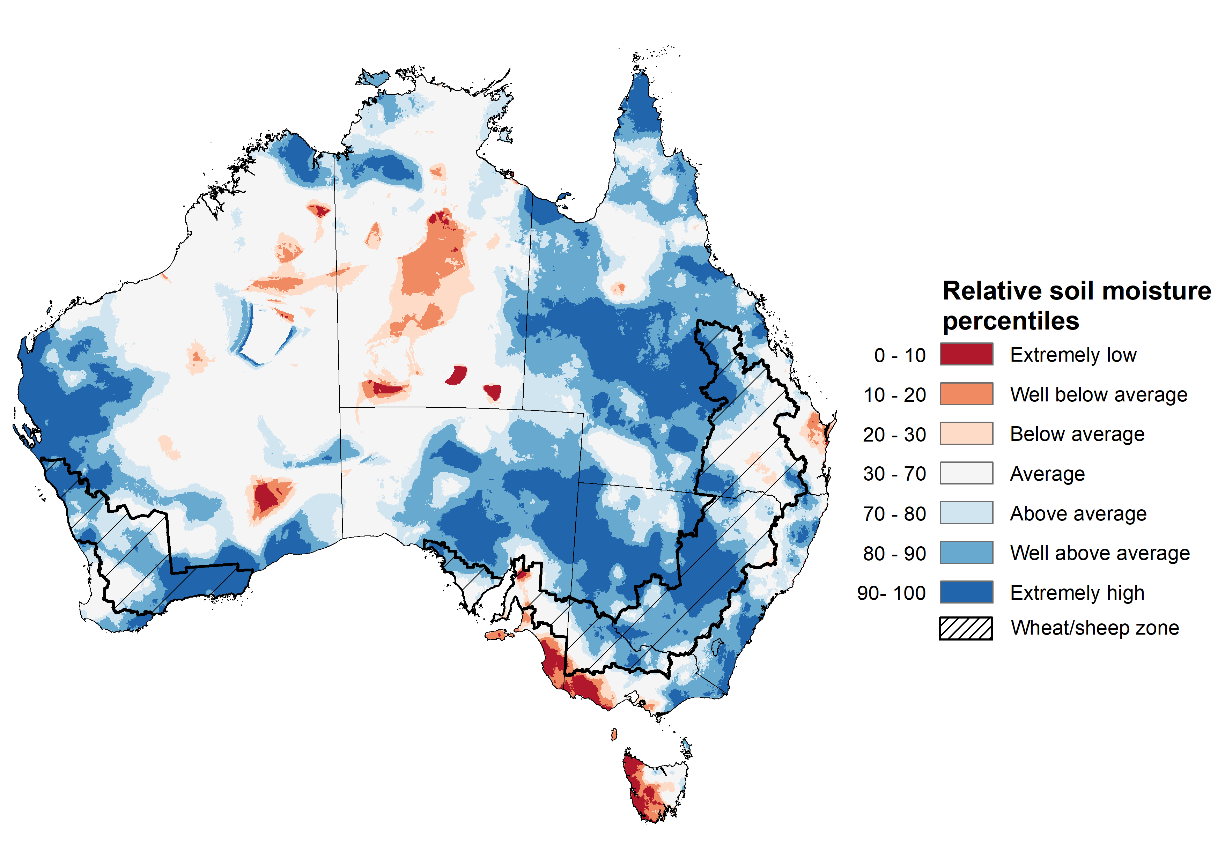 Relative soil moisture
percentiles
0 - 10 Extremely low
10 - 20 Well below average
20 - 30 Below average
30 - 70 Average
70 - 80 Above average
80 - 90 Well above average
90- 100 Extremely high
Wheat/sheep zone